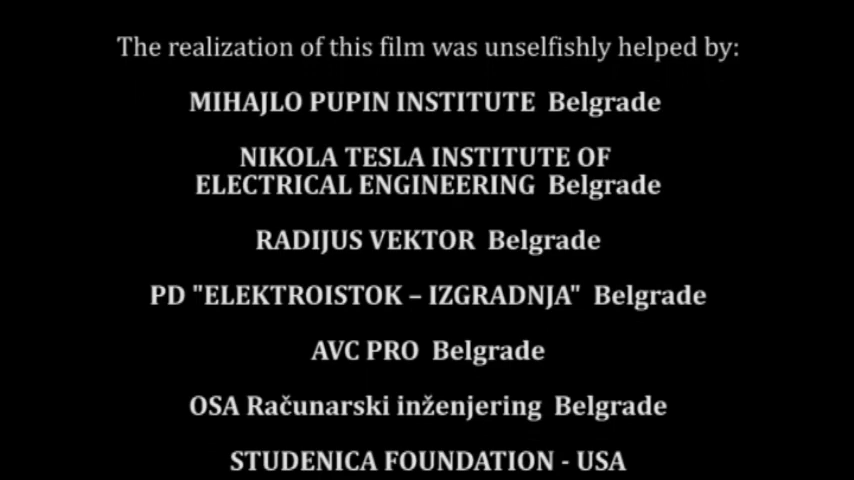 The realization of this film was unselfishly helped by:
MIHAJLO PUPIN INSTITUTE Belgrade
NIKOLA TESLA INSTITUTE OF
ELECTRICAL ENGINEERING Belgrade
RADIJUS VEKTOR Belgrade
PD "ELEKTROISTOK – IZGRADNJA" Belgrade
AVC PRO Belgrade
OSA Računarski inženjering Belgrade
STUDENICA FOUNDATION - USA